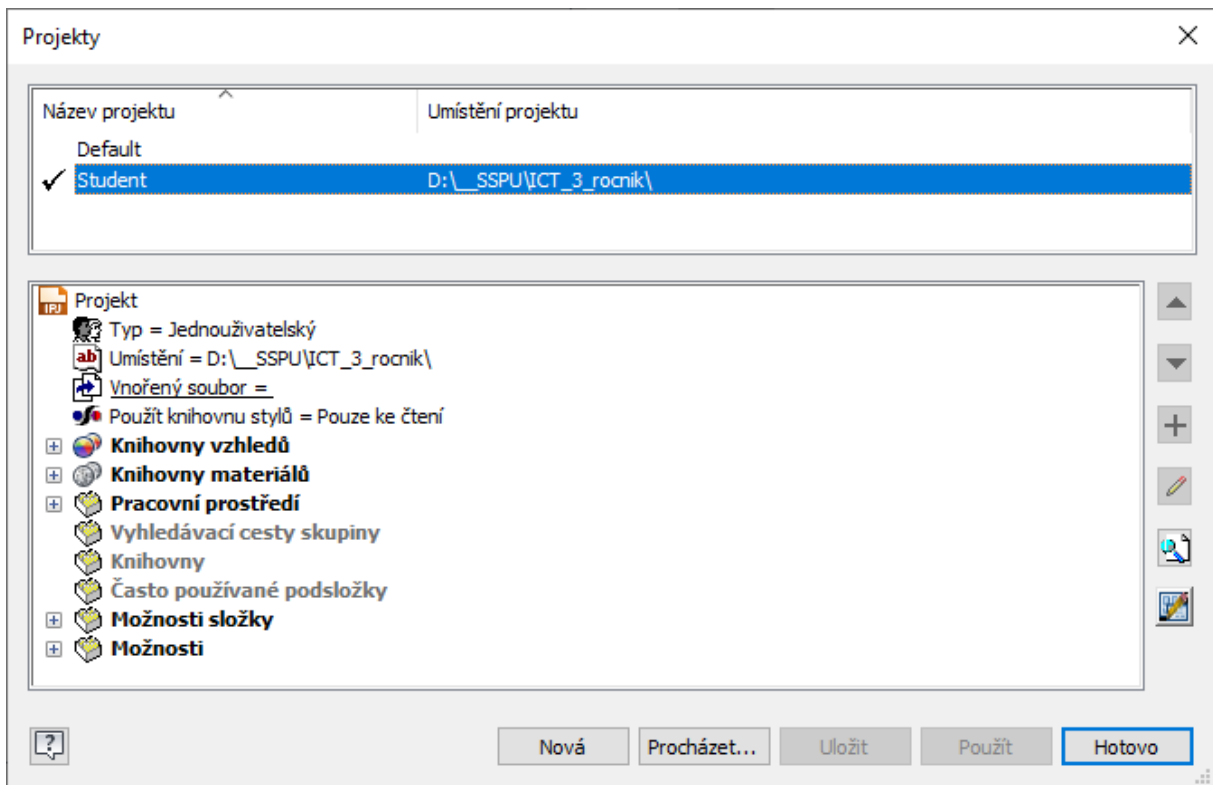 Projekty
Název projektu Umístění projektu
Default
Student D:\__SSPU\ICT_3_rocnik\
IPJ Projekt
Typ = Jednouživatelský
ab Umístění = D:\__SSPU\ICT_3_rocnik\
Vnořený soubor =
Použít knihovnu stylů = Pouze ke čtení
Knihovny vzhledů
Knihovny materiálů
Pracovní prostředí
Vyhledávací cesty skupiny
Knihovny
Často používané podsložky
Možnosti složky
Možnosti
? Nová Procházet... Uložit Použít Hotovo